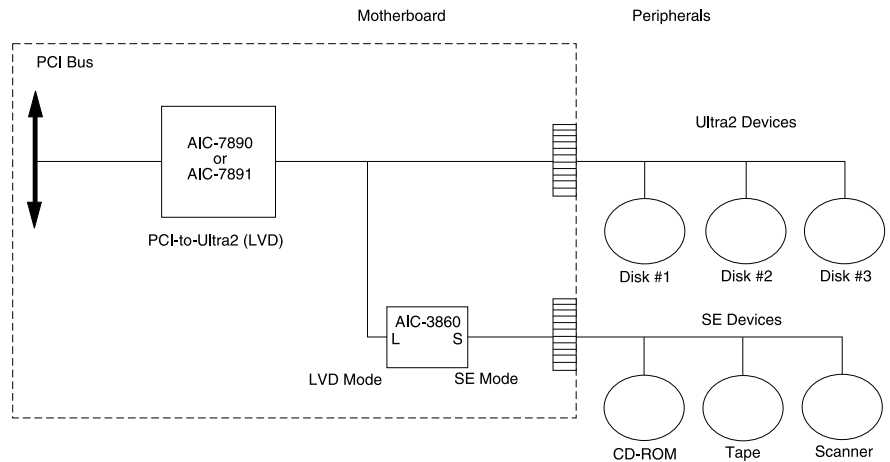 Motherboard
Peripherals
PCI Bus
AIC-7890
or
AIC-7891
PCI-to-Ultra2 (LVD)
Ultra2 Devices
Disk #1
Disk #2
Disk #3
AIC-3860
L
S
LVD Mode
SE Mode
SE Devices
CD-ROM
Tape
Scanner